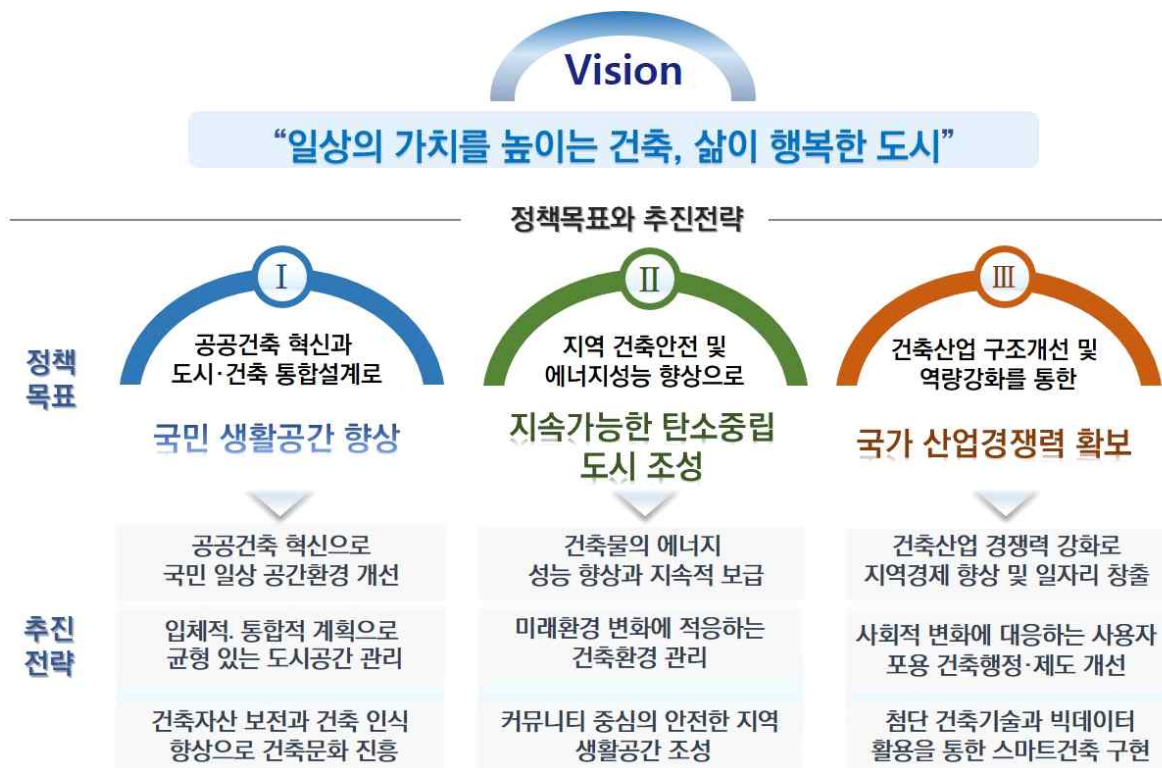 Vision
“일상의 가치를 높이는 건축, 삶이 행복한 도시”
정책목표와 추진전략
정책
목표
Ⅰ
공공건축 혁신과
도시·건축 통합설계로
국민 생활공간 향상
Ⅱ
지역 건축안전 및
에너지성능 향상으로
지속가능한 탄소중립
도시 조성
Ⅲ
건축산업 구조개선 및
역량강화를 통한
국가 산업경쟁력 확보
추진
전략
공공건축 혁신으로
국민 일상 공간환경 개선
입체적. 통합적 계획으로
균형 있는 도시공간 관리
건축자산 보전과 건축 인식
향상으로 건축문화 진흥
건축물의 에너지
성능 향상과 지속적 보급
미래환경 변화에 적응하는
건축환경 관리
커뮤니티 중심의 안전한 지역
생활공간 조성
건축산업 경쟁력 강화로
지역경제 향상 및 일자리 창출
사회적 변화에 대응하는 사용자
포용 건축행정·제도 개선
첨단 건축기술과 빅데이터
활용을 통한 스마트건축 구현